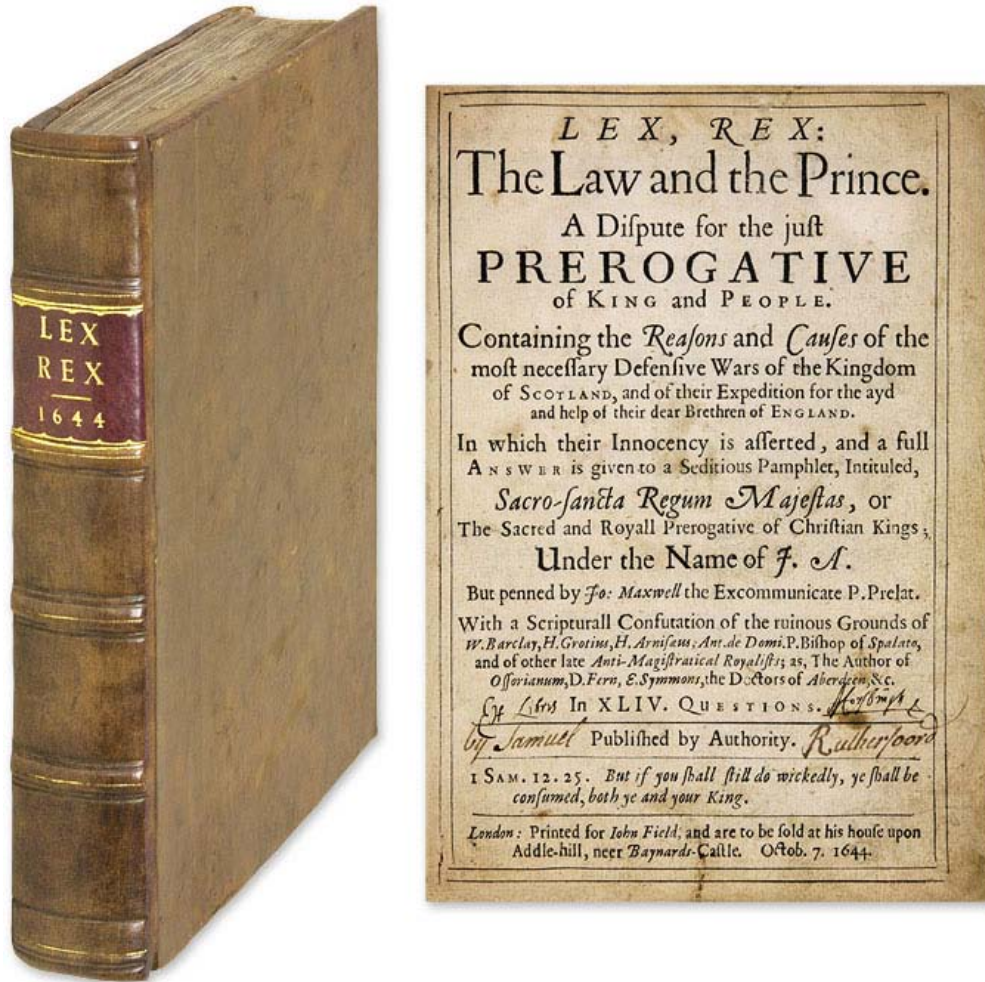 LEX
REX
1644
LEX, REX:
The Law and the Prince.
A Diſpute for the juſt
PREROGATIVE
of KING and PEOPLE.
Containing the Reaſons and Cauſes of the
moſt neceſſary Defenſive Wars of the Kingdom
of SCOTLAND, and of their Expedition for the ayd
and help of their dear Brethren of ENGLAND.
In which their Innocency is aſſerted, and a full
ANSWER is given to a Seditious Pamphlet, Intituled,
Sacro-ſancta Regum Majeſtas, or
The Sacred and Royall Prerogative of Chriſtian Kings;
Under the Name of J. A.
But penned by Jo: Maxwell the Excommunicate P. Prelat.
With a Scripturall Confutation of the ruinous Grounds of
W. Barclay, H. Grotius, H. Arniſæus, Ant. de Domi. P. Biſhop of Spalato,
and of other late Anti-Magiſtratical Royaliſts; as, The Author of
Oſſorianum, D. Fern, E. Symmons, the Doctors of Aberdeen, &c.
Ex Libris In XLIV. QUESTIONS.
by Samuel Publiſhed by Authority. Rutherfoord
1 SAM. 12. 25. But if you ſhall ſtill do wickedly, ye ſhall be
conſumed, both ye and your King.
London: Printed for Iohn Field, and are to be ſold at his houſe upon
Addle-hill, neer Baynards-Caſtle. Octob. 7. 1644.